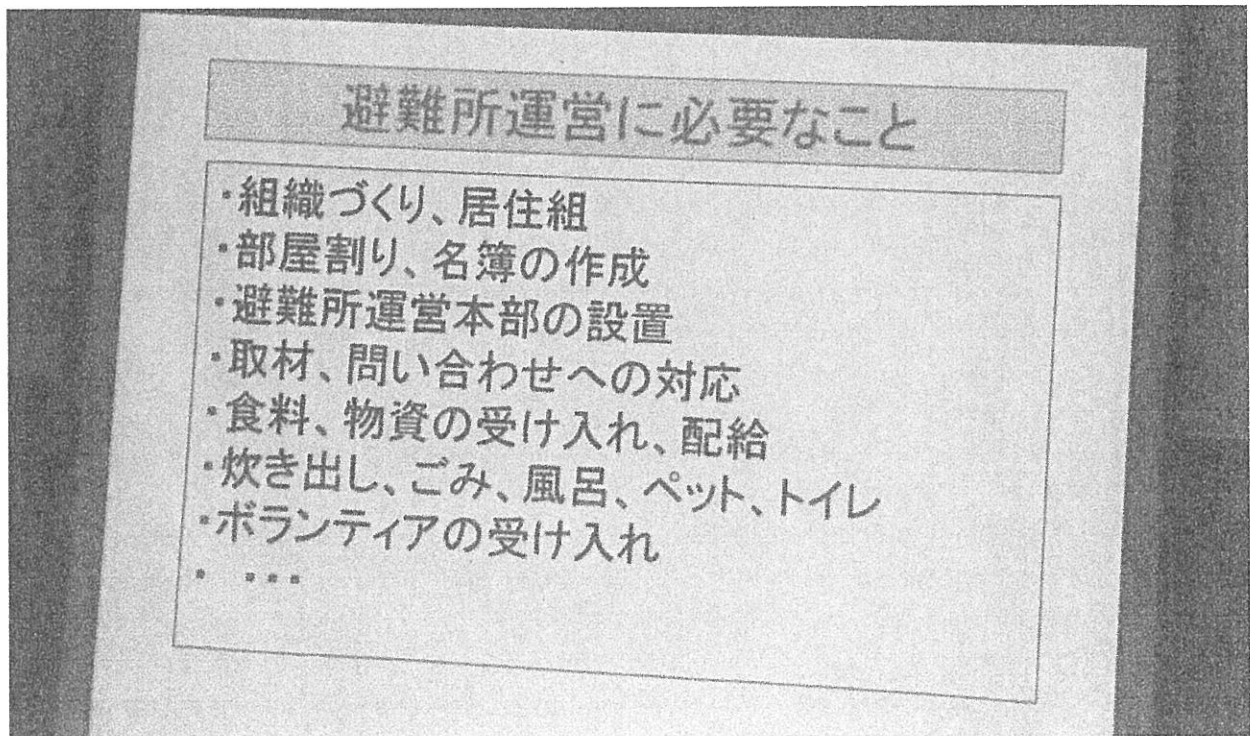 避難所運営に必要なこと
・組織づくり、居住組
・部屋割り、名簿の作成
・避難所運営本部の設置
・取材、問い合わせへの対応
・食料、物資の受け入れ、配給
・炊き出し、ごみ、風呂、ペット、トイレ
・ボランティアの受け入れ
・ ・・・